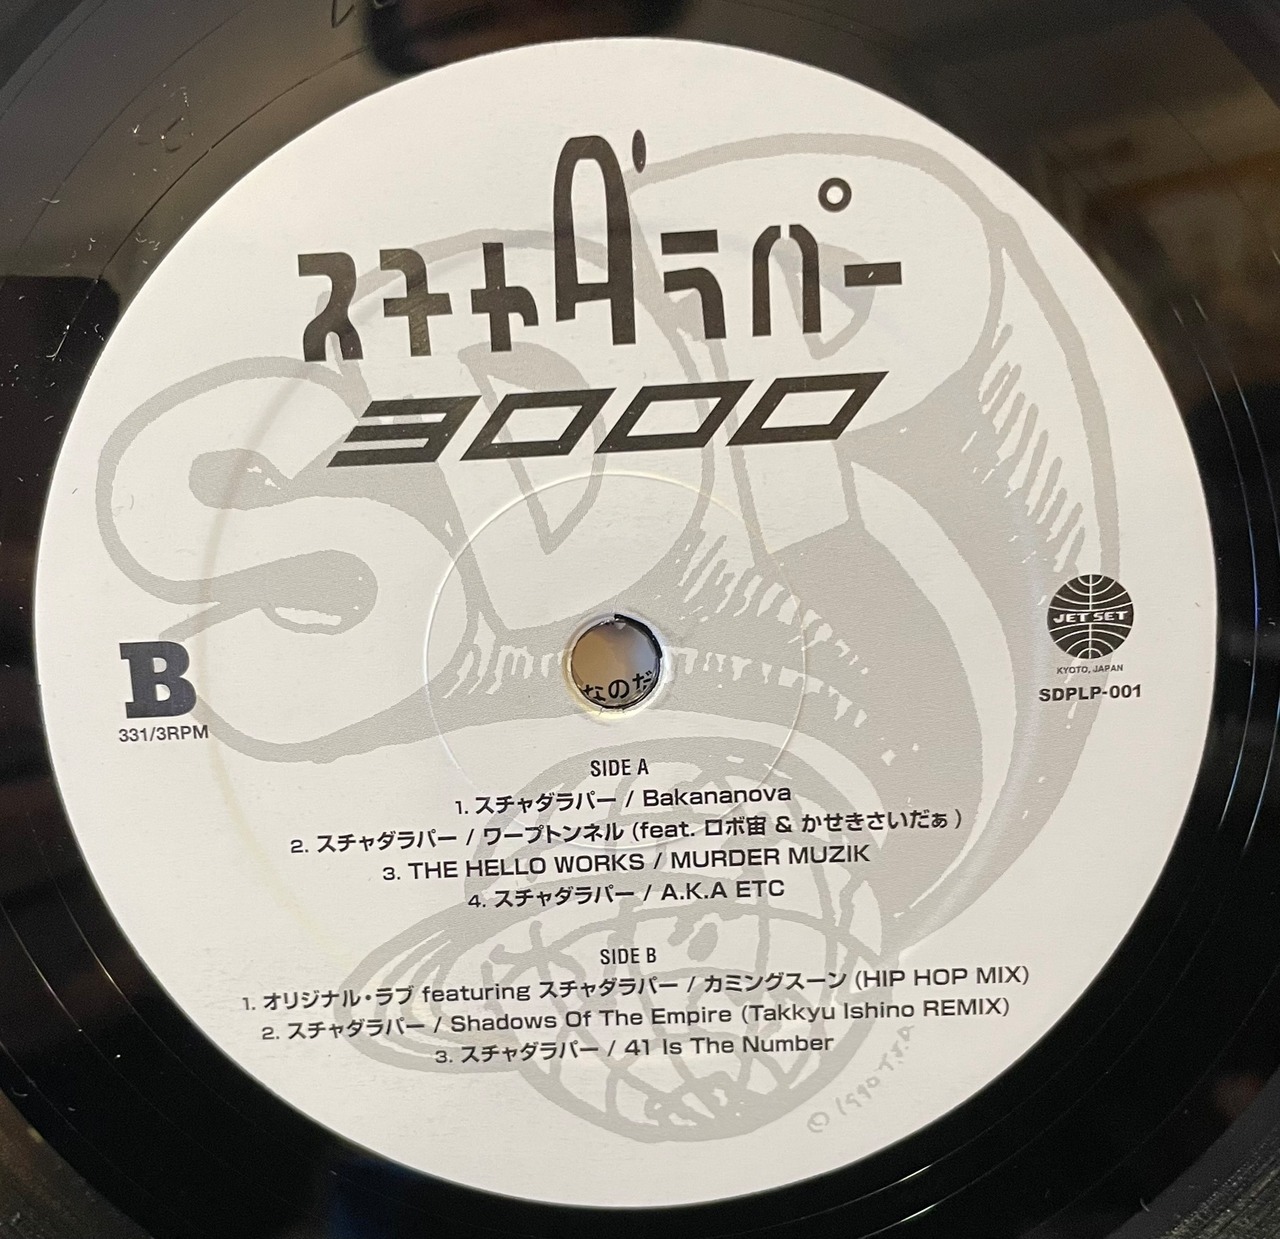 スチャダラパー
3000
JET SET
KYOTO, JAPAN
SDPLP-001
B
331/3RPM
なのだ
SDP
SIDE A
1. スチャダラパー / Bakananova
2. スチャダラパー / ワープトンネル (feat. ロボ宙 & かせきさいだぁ )
3. THE HELLO WORKS / MURDER MUZIK
4. スチャダラパー / A.K.A ETC
SIDE B
1. オリジナル・ラブ featuring スチャダラパー / カミングスーン (HIP HOP MIX)
2. スチャダラパー / Shadows Of The Empire (Takkyu Ishino REMIX)
3. スチャダラパー / 41 Is The Number
© 1990 T.V.A